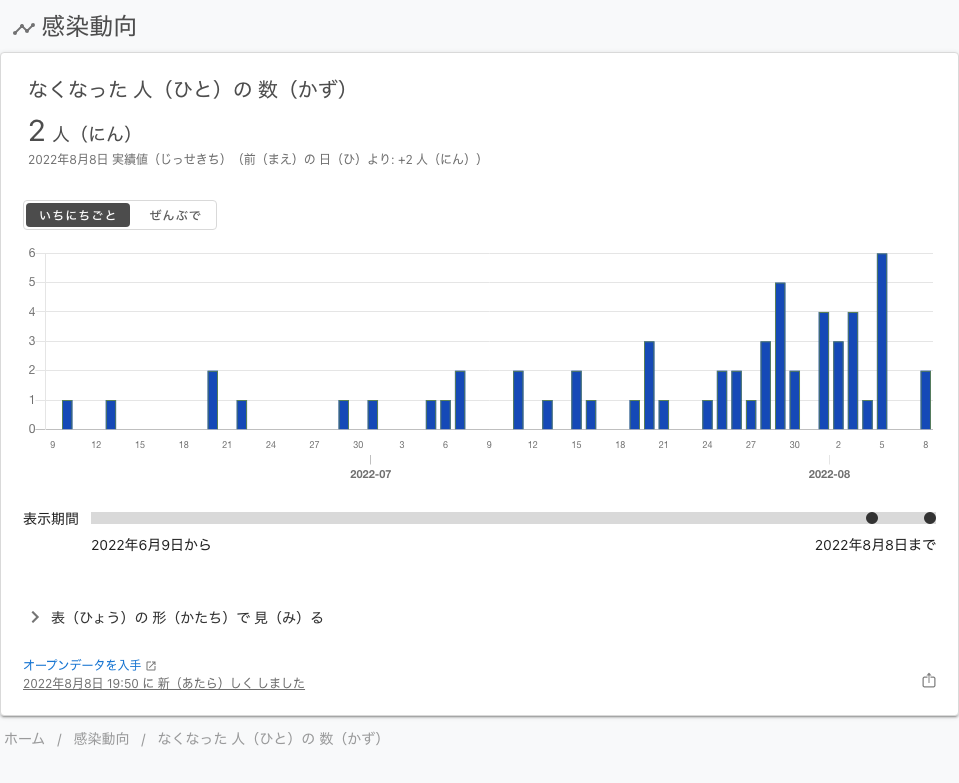 感染動向
なくなった 人（ひと）の 数（かず）
2 人（にん）
2022年8月8日 実績値（じっせきち）（前（まえ）の 日（ひ）より: +2 人（にん））
いちにちごと ぜんぶで
6
5
4
3
2
1
0
9 12 15 18 21 24 27 30 3 6 9 12 15 18 21 24 27 30 2 5 8
2022-07 2022-08
表示期間
2022年6月9日から 2022年8月8日まで
表（ひょう）の 形（かたち）で 見（み）る
オープンデータを入手
2022年8月8日 19:50 に 新（あたら）しく しました
ホーム / 感染動向 / なくなった 人（ひと）の 数（かず）